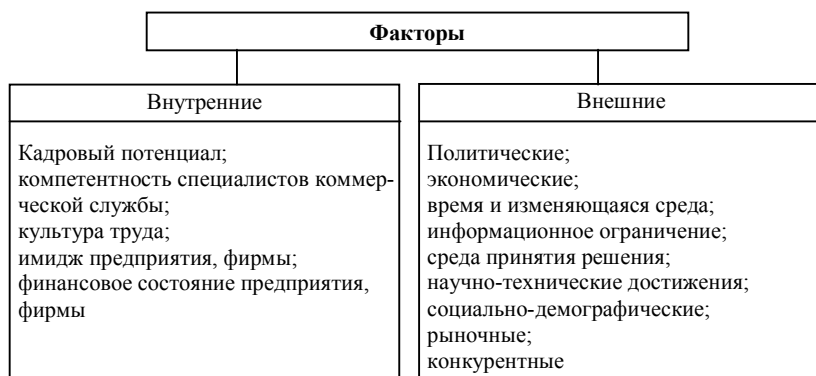 Факторы
Внутренние
Кадровый потенциал;
компетентность специалистов коммер-
ческой службы;
культура труда;
имидж предприятия, фирмы;
финансовое состояние предприятия,
фирмы
Внешние
Политические;
экономические;
время и изменяющаяся среда;
информационное ограничение;
среда принятия решения;
научно-технические достижения;
социально-демографические;
рыночные;
конкурентные